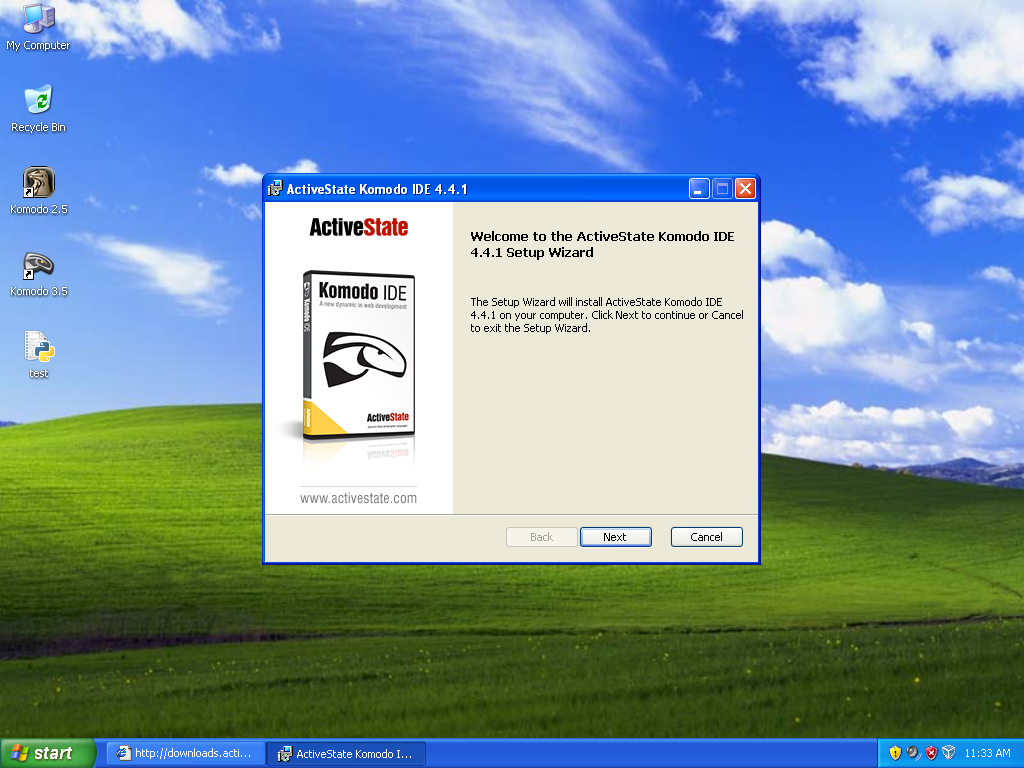 My Computer
Recycle Bin
Komodo 2.5
Komodo 3.5
test
ActiveState Komodo IDE 4.4.1
ActiveState
Komodo IDE
A new dynamic in web development
Komodo IDE
ActiveState
www.activestate.com
Welcome to the ActiveState Komodo IDE
4.4.1 Setup Wizard
The Setup Wizard will install ActiveState Komodo IDE
4.4.1 on your computer. Click Next to continue or Cancel
to exit the Setup Wizard.
Back
Next
Cancel
start
http://downloads.acti...
ActiveState Komodo I...
11:33 AM